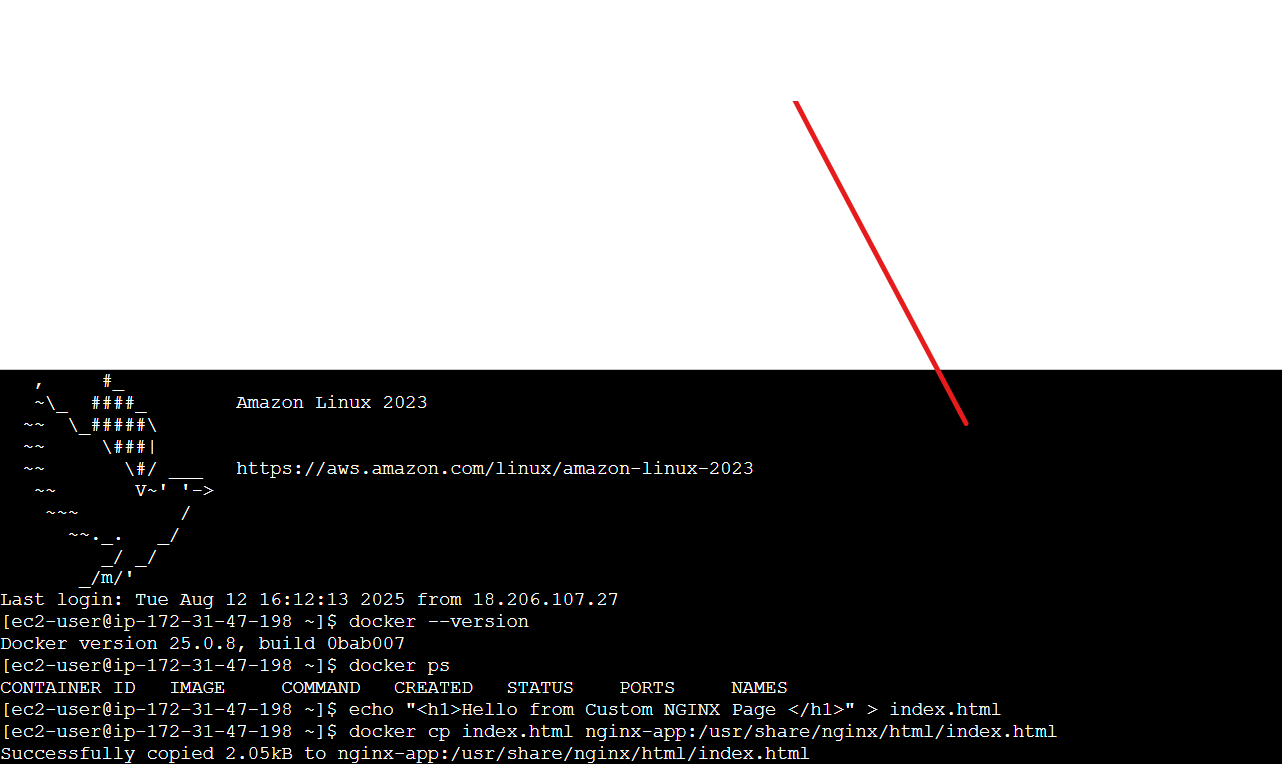 ,     #_
   ~\_  ####_        Amazon Linux 2023
  ~~  \_#####\
  ~~     \###|
  ~~       \#/ ___   https://aws.amazon.com/linux/amazon-linux-2023
   ~~       V~' '->
    ~~~         /
      ~~._.   _/
         _/ _/
       _/m/'
Last login: Tue Aug 12 16:12:13 2025 from 18.206.107.27
[ec2-user@ip-172-31-47-198 ~]$ docker --version
Docker version 25.0.8, build 0bab007
[ec2-user@ip-172-31-47-198 ~]$ docker ps
CONTAINER ID   IMAGE     COMMAND   CREATED   STATUS    PORTS     NAMES
[ec2-user@ip-172-31-47-198 ~]$ echo "<h1>Hello from Custom NGINX Page </h1>" > index.html
[ec2-user@ip-172-31-47-198 ~]$ docker cp index.html nginx-app:/usr/share/nginx/html/index.html
Successfully copied 2.05kB to nginx-app:/usr/share/nginx/html/index.html